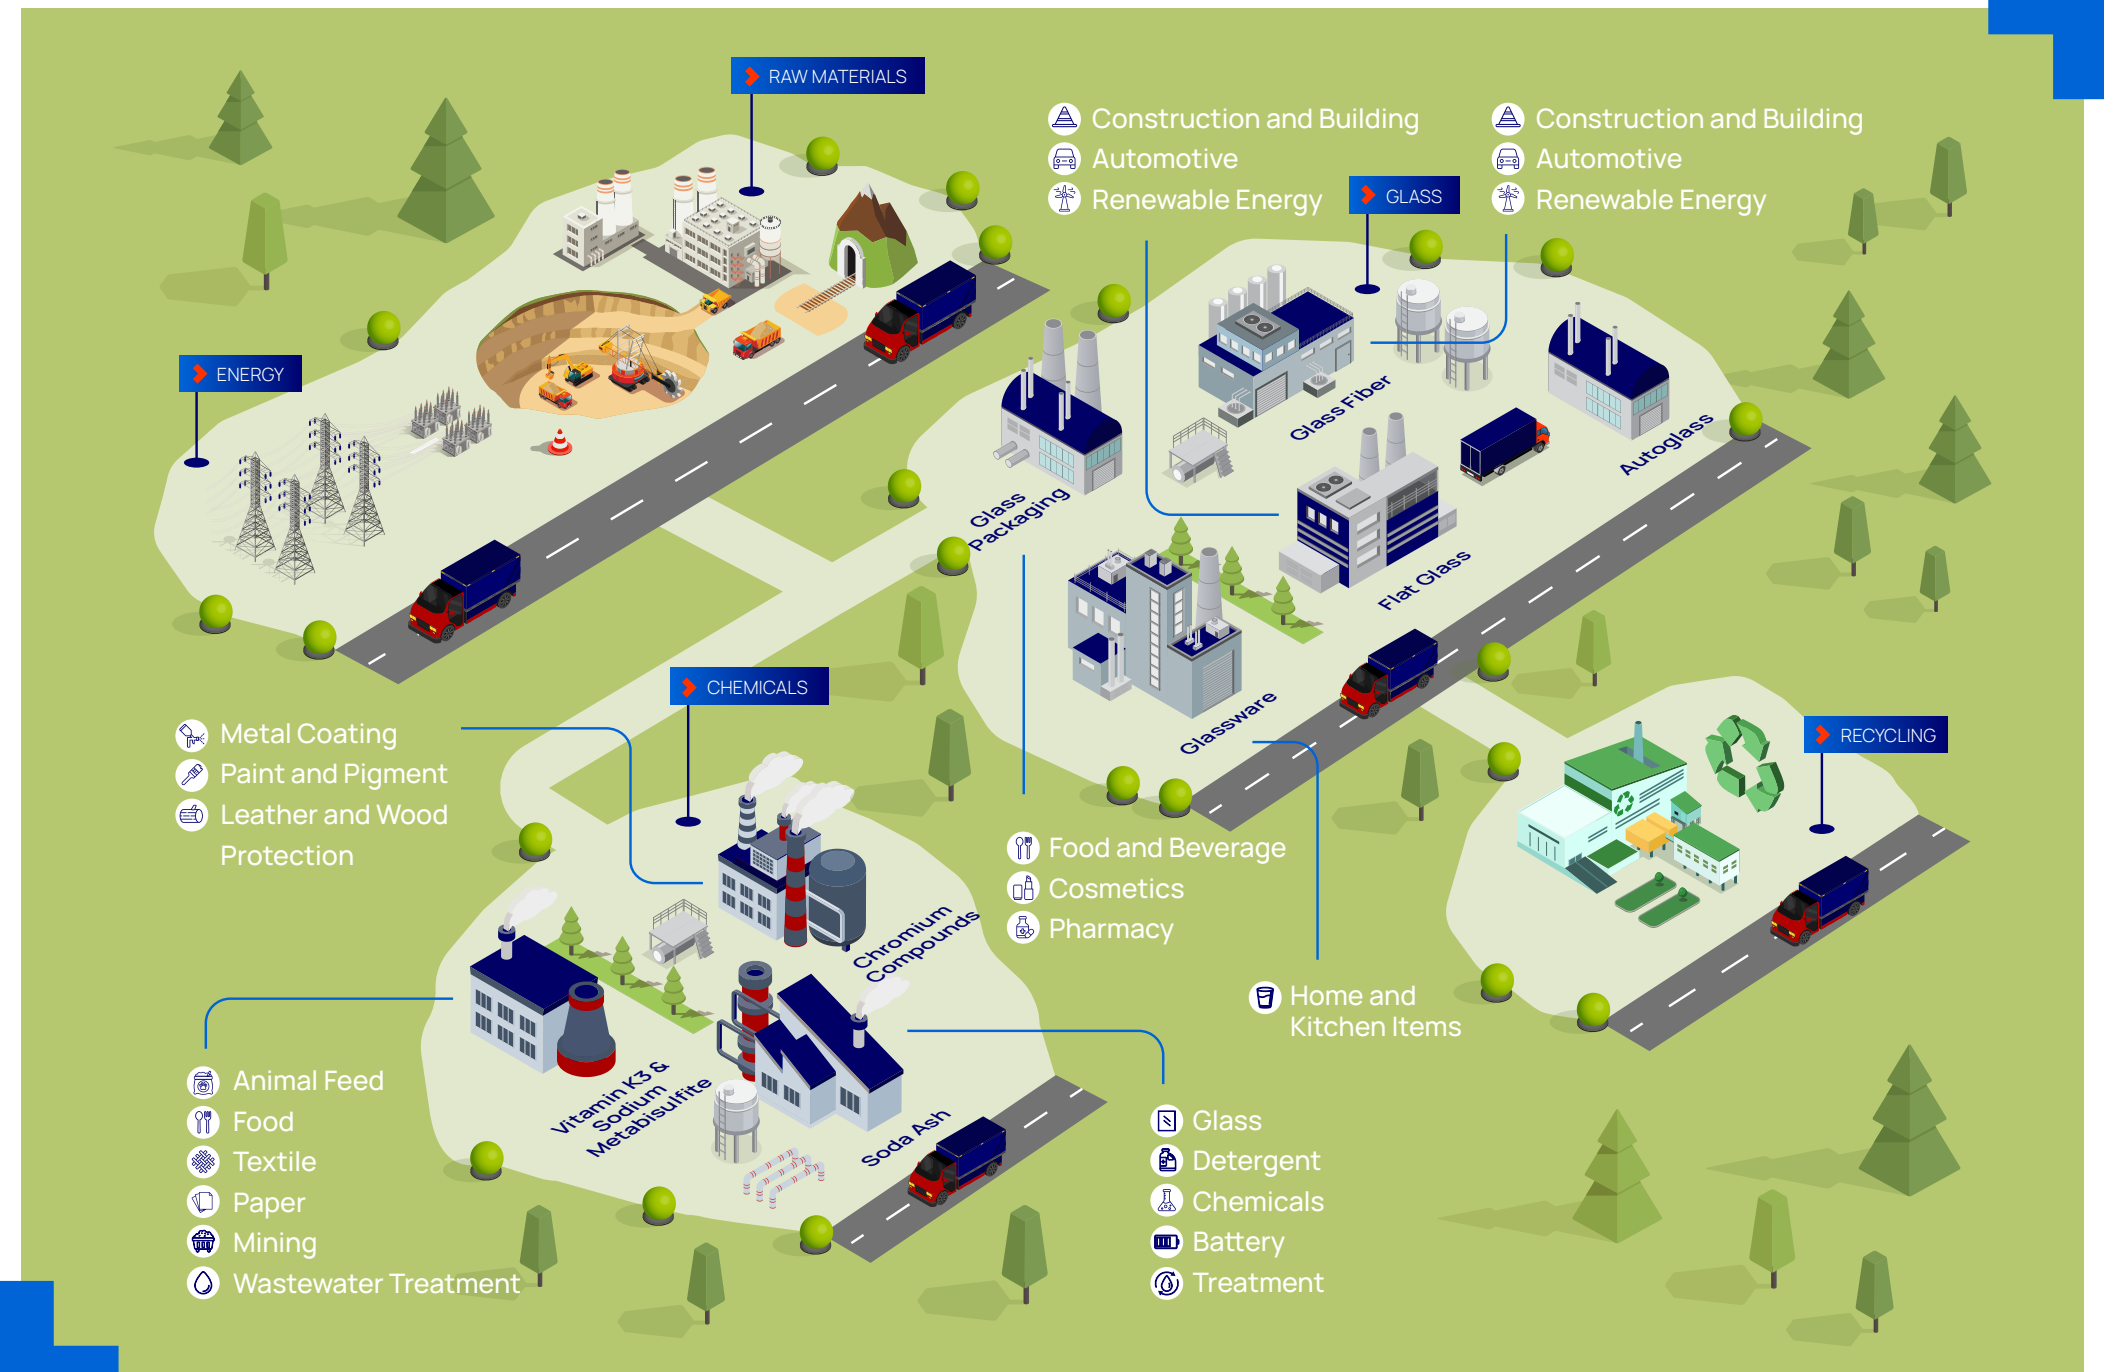 RAW MATERIALS
Construction and Building
Automotive
Renewable Energy
Construction and Building
Automotive
Renewable Energy
GLASS
ENERGY
Glass Fiber
Autoglass
Glass
Packaging
Flat Glass
Glassware
CHEMICALS
RECYCLING
Metal Coating
Paint and Pigment
Leather and Wood
Protection
Food and Beverage
Cosmetics
Pharmacy
Chromium
Compounds
Home and
Kitchen Items
Vitamin K3 &
Sodium
Metabisulfite
Soda Ash
Animal Feed
Food
Textile
Paper
Mining
Wastewater Treatment
Glass
Detergent
Chemicals
Battery
Treatment